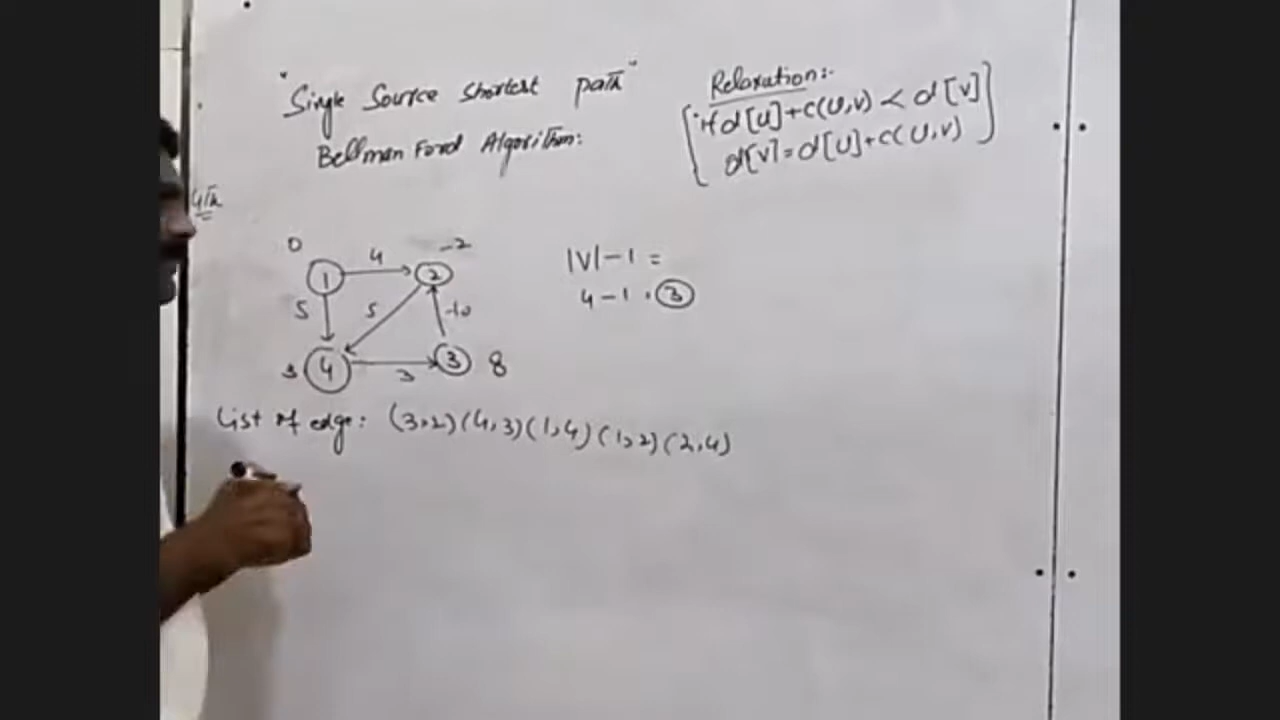 "Single Source Shortest path"
Bellman Ford Algorithm:
Relaxation:-
if d[u]+c(u,v) < d[v]
d[v]=d[u]+c(u,v)
4th
0
4
-2
1
2
5
5
-10
4
3
3
8
|V|-1 =
4-1 = 3
List of edge: (3,2)(4,3)(1,4)(1,2)(2,4)